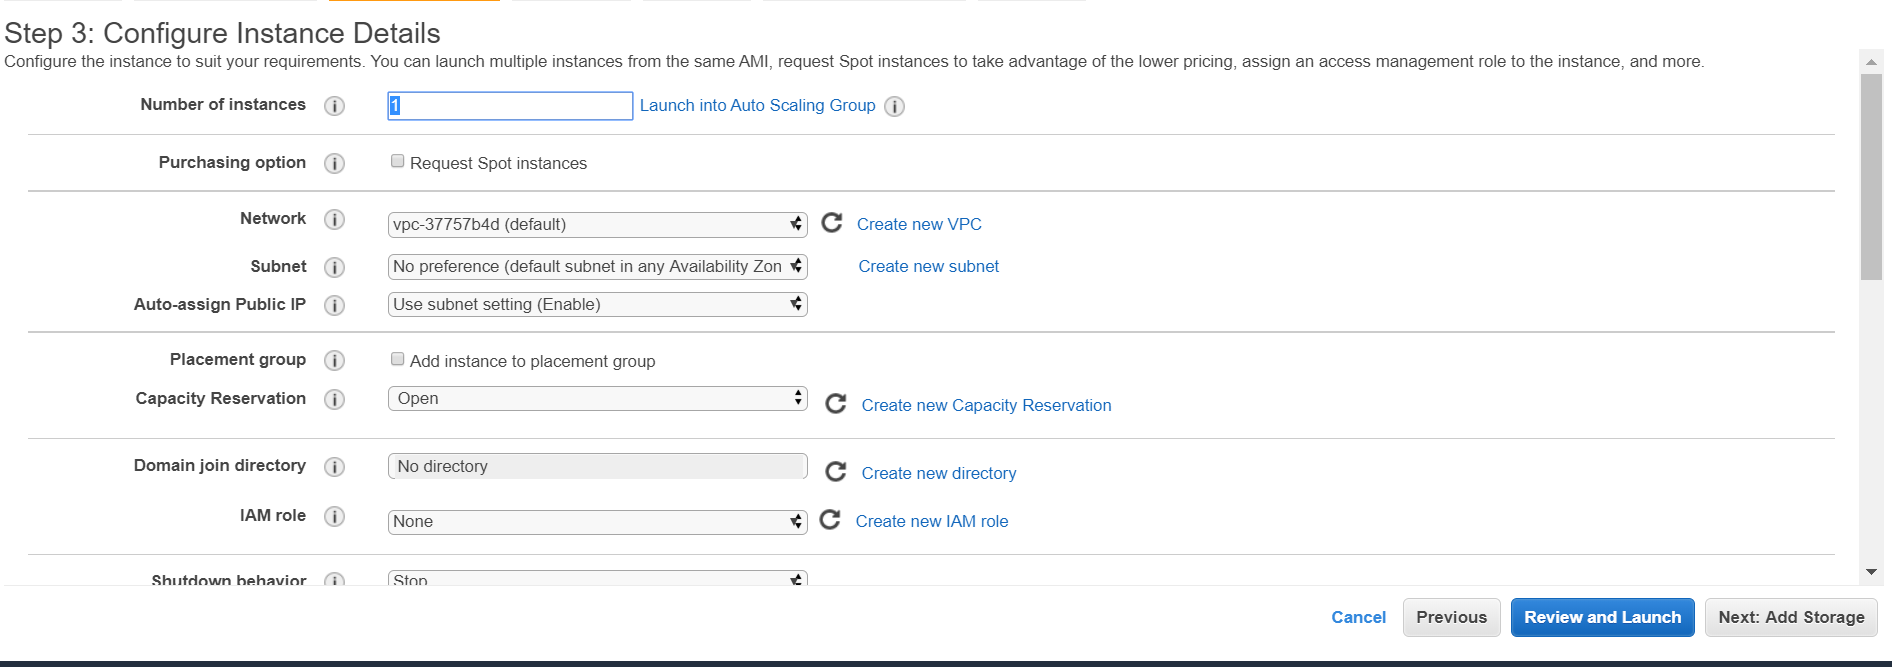 Step 3: Configure Instance Details
Configure the instance to suit your requirements. You can launch multiple instances from the same AMI, request Spot instances to take advantage of the lower pricing, assign an access management role to the instance, and more.
Number of instances i 1 Launch into Auto Scaling Group i
Purchasing option i Request Spot instances
Network i vpc-37757b4d (default) Create new VPC
Subnet i No preference (default subnet in any Availability Zon Create new subnet
Auto-assign Public IP i Use subnet setting (Enable)
Placement group i Add instance to placement group
Capacity Reservation i Open Create new Capacity Reservation
Domain join directory i No directory Create new directory
IAM role i None Create new IAM role
Shutdown behavior i Stop
Cancel Previous Review and Launch Next: Add Storage